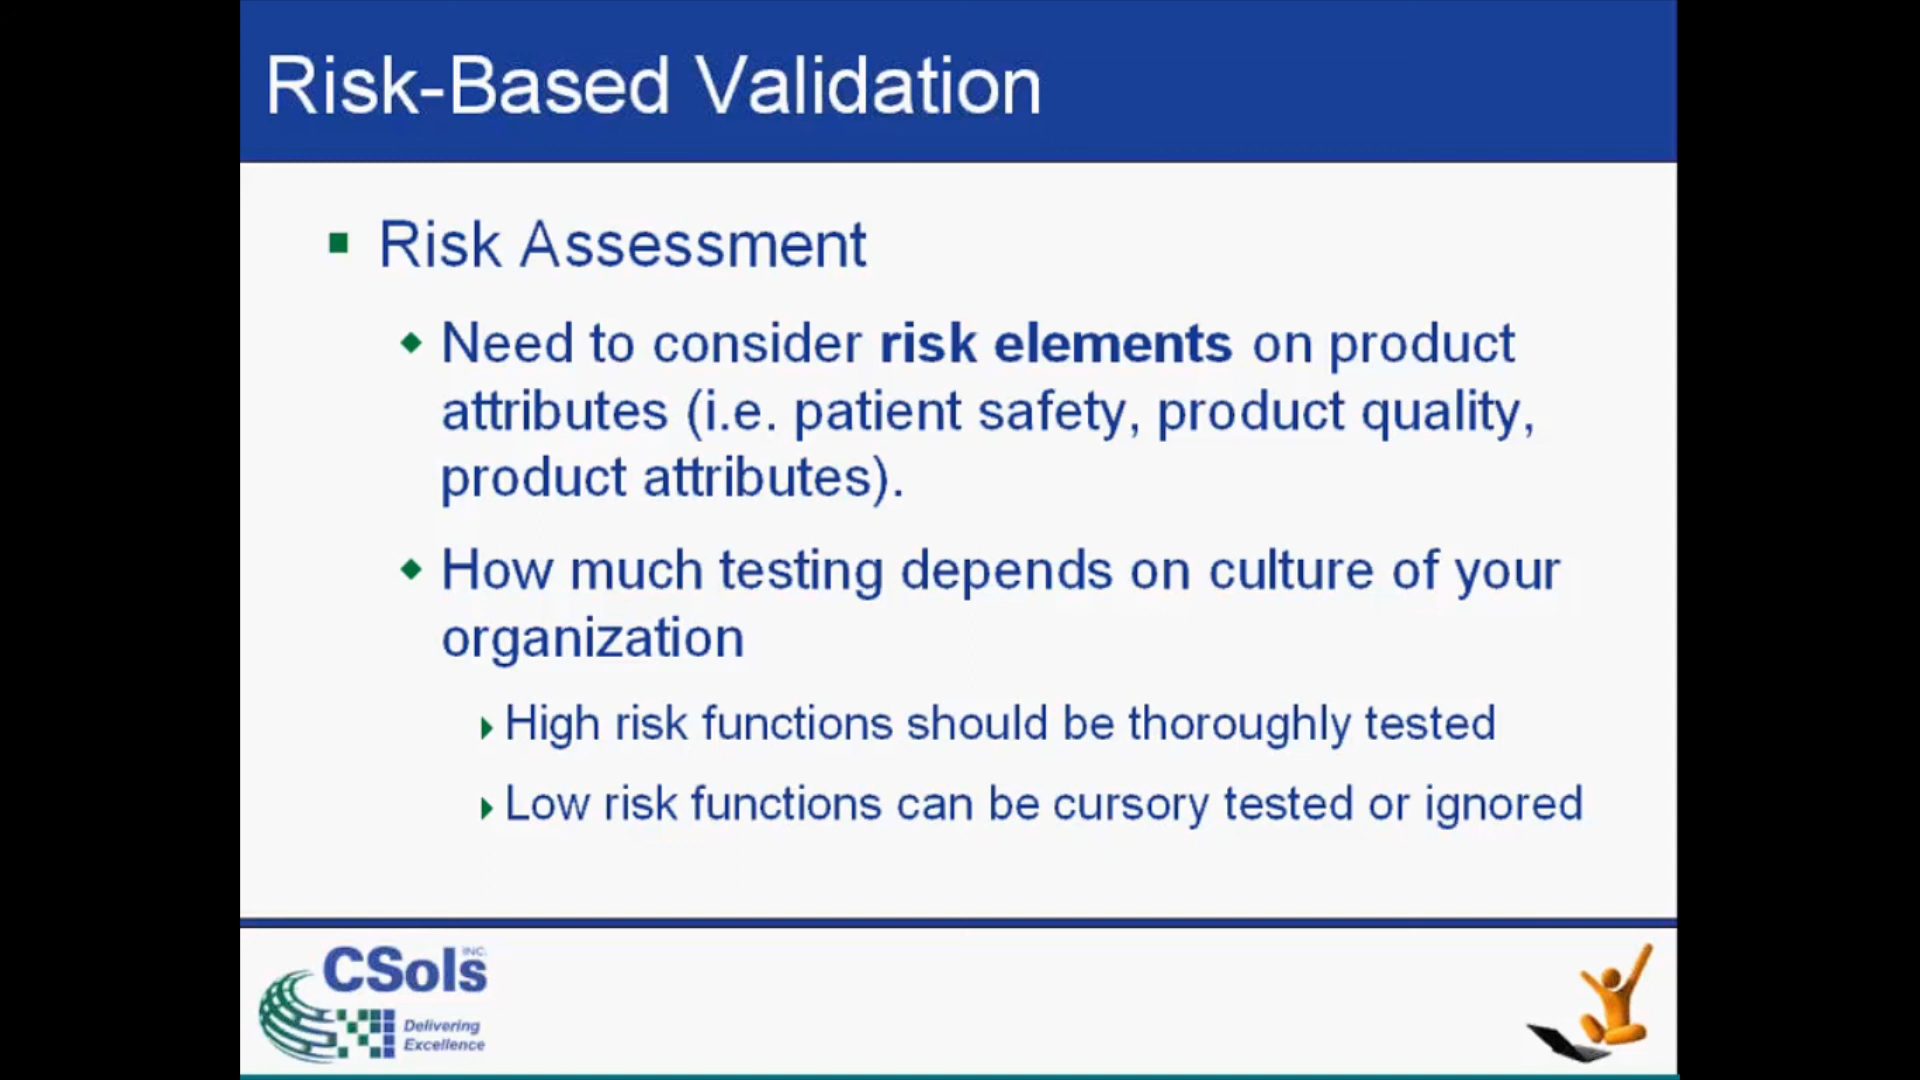 Risk-Based Validation
Risk Assessment
Need to consider risk elements on product
attributes (i.e. patient safety, product quality,
product attributes).
How much testing depends on culture of your
organization
High risk functions should be thoroughly tested
Low risk functions can be cursory tested or ignored
CSols INC.
Delivering
Excellence